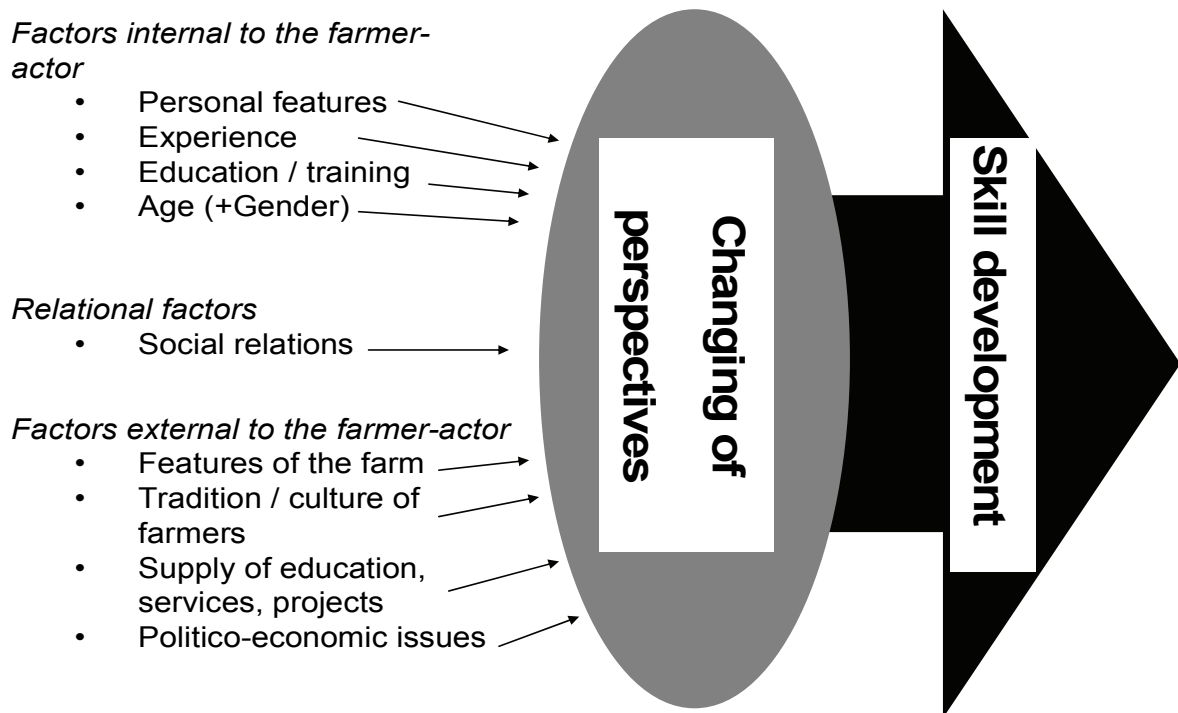 Factors internal to the farmer-
actor
• Personal features
• Experience
• Education / training
• Age (+Gender)
Relational factors
• Social relations
Factors external to the farmer-actor
• Features of the farm
• Tradition / culture of
farmers
• Supply of education,
services, projects
• Politico-economic issues
Changing of
perspectives
Skill development